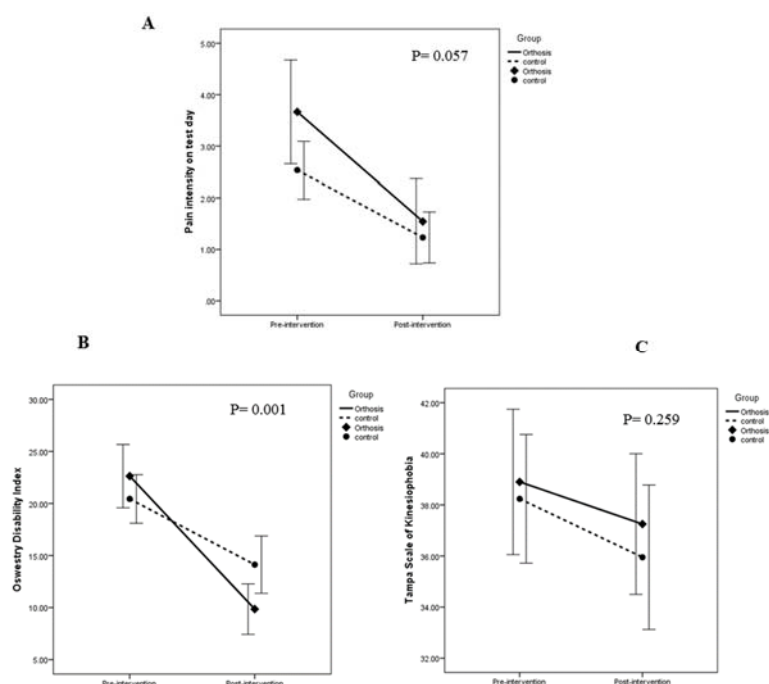 A
P= 0.057
Group
Orthosis
control
Orthosis
control
Pain intensity on test day
5.00
4.00
3.00
2.00
1.00
.00
Pre-intervention
Post-intervention
B
P= 0.001
Group
Orthosis
control
Orthosis
control
Oswestry Disability Index
30.00
25.00
20.00
15.00
10.00
5.00
Pre-intervention
Post-intervention
C
P= 0.259
Group
Orthosis
control
Orthosis
control
Tampa Scale of Kinesiophobia
42.00
40.00
38.00
36.00
34.00
32.00
Pre-intervention
Post-intervention